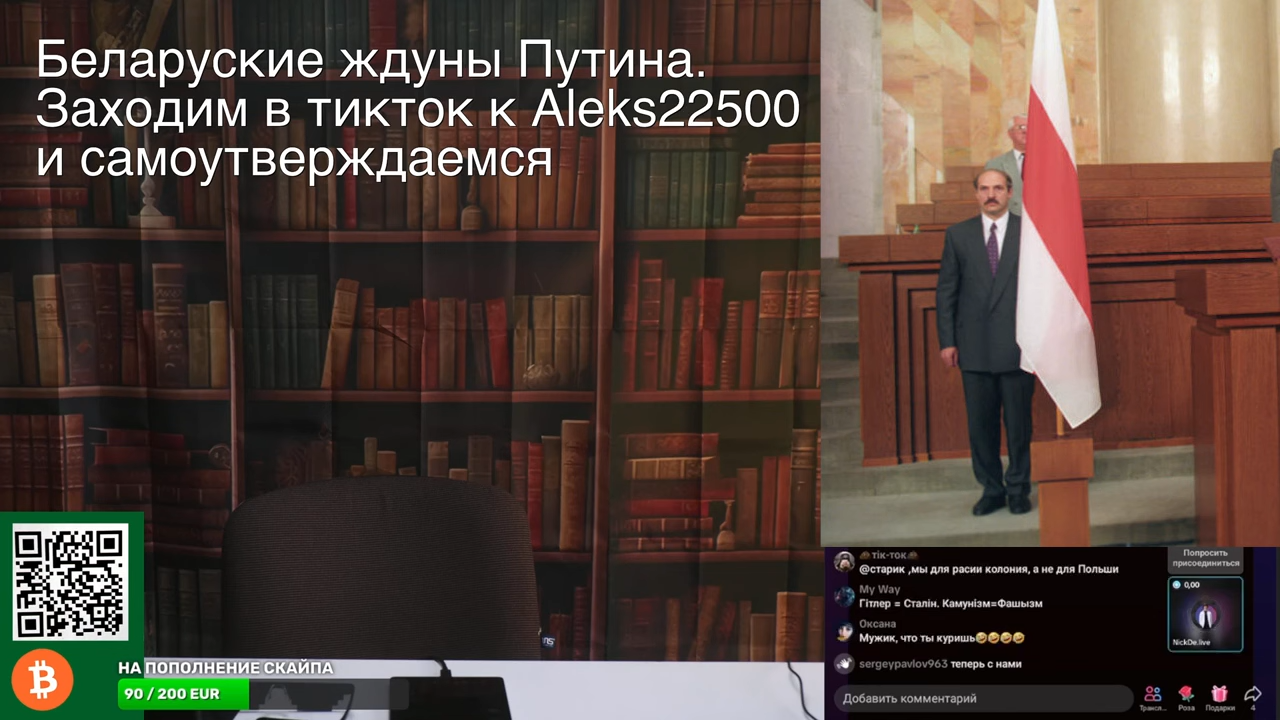 Беларуские ждуны Путина.
Заходим в тикток к Aleks22500
и самоутверждаемся
НА ПОПОЛНЕНИЕ СКАЙПА
90 / 200 EUR
тік-ток
@старик ,мы для расии колония, а не для Польши
My Way
Гітлер = Сталін. Камунізм=Фашызм
Оксана
Мужик, что ты куришь🤣🤣🤣🤣
sergeypavlov963 теперь с нами
Добавить комментарий
Попросить
присоединиться
0,00
NickDe.live
Трансл...
Роза
Подарки
4